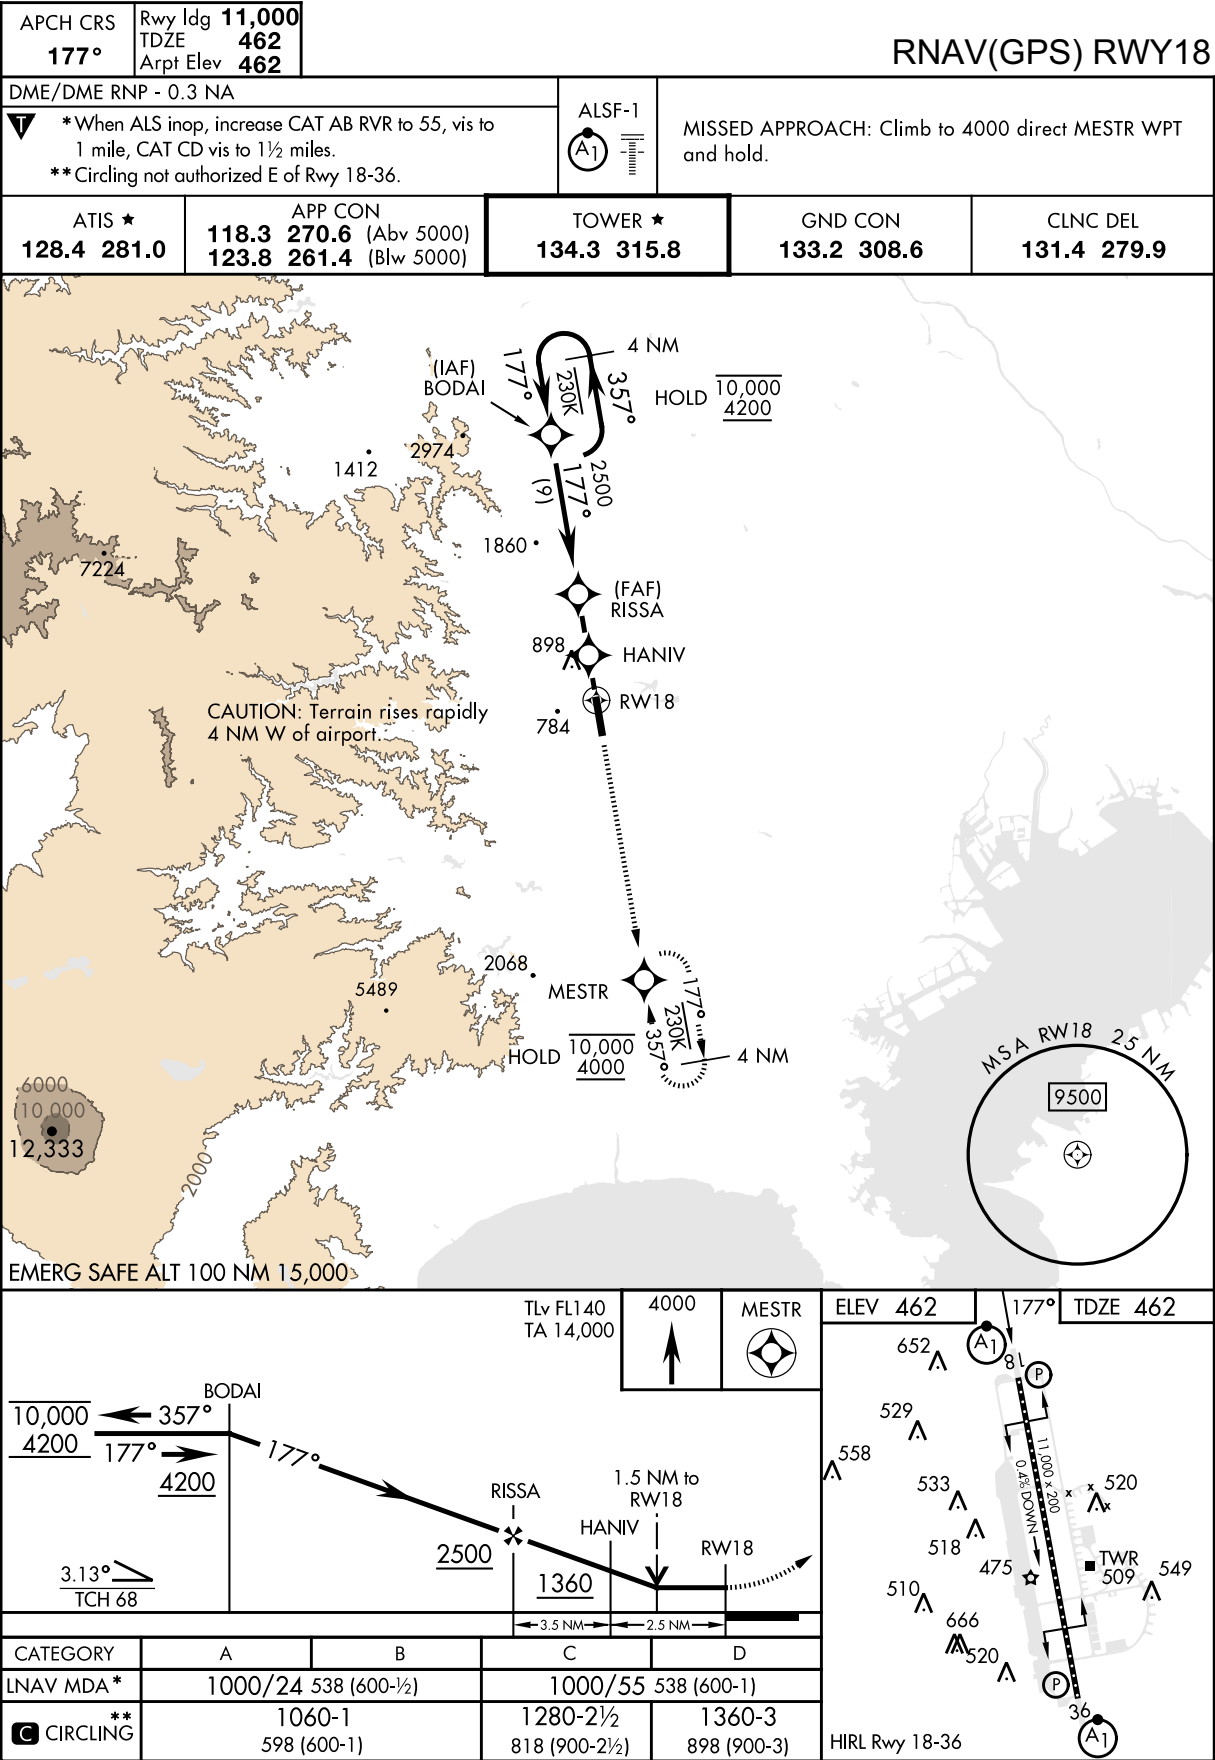 APCH CRS
177°
Rwy ldg 11,000
TDZE 462
Arpt Elev 462
RNAV(GPS) RWY18
DME/DME RNP - 0.3 NA
T
*When ALS inop, increase CAT AB RVR to 55, vis to
1 mile, CAT CD vis to 1½ miles.
**Circling not authorized E of Rwy 18-36.
ALSF-1
A1
MISSED APPROACH: Climb to 4000 direct MESTR WPT
and hold.
ATIS ★
128.4 281.0
APP CON
118.3 270.6 (Abv 5000)
123.8 261.4 (Blw 5000)
TOWER ★
134.3 315.8
GND CON
133.2 308.6
CLNC DEL
131.4 279.9
4 NM
(IAF)
BODAI
177°
230K
357°
HOLD
10,000
4200
2974
1412
2500
177°
(9)
1860
7224
(FAF)
RISSA
898
HANIV
RW18
784
CAUTION: Terrain rises rapidly
4 NM W of airport.
2068
MESTR
5489
177°
230K
357°
HOLD
10,000
4000
4 NM
MSA RW18 25 NM
9500
6000
10 000
12,333
2000
EMERG SAFE ALT 100 NM 15,000
TLv FL140
TA 14,000
4000
MESTR
BODAI
10,000
4200
357°
177°
4200
177°
RISSA
2500
HANIV
1360
1.5 NM to
RW18
RW18
3.13°
TCH 68
3.5 NM
2.5 NM
CATEGORY A B C D
LNAV MDA* 1000/24 538 (600-½) 1000/55 538 (600-1)
C CIRCLING **
1060-1
598 (600-1)
1280-2½
818 (900-2½)
1360-3
898 (900-3)
ELEV 462
177°
TDZE 462
652
A1
18
P
529
558
11,000 x 200
0.4% DOWN
533
520
518
475
TWR
509
549
510
666
520
P
36
A1
HIRL Rwy 18-36